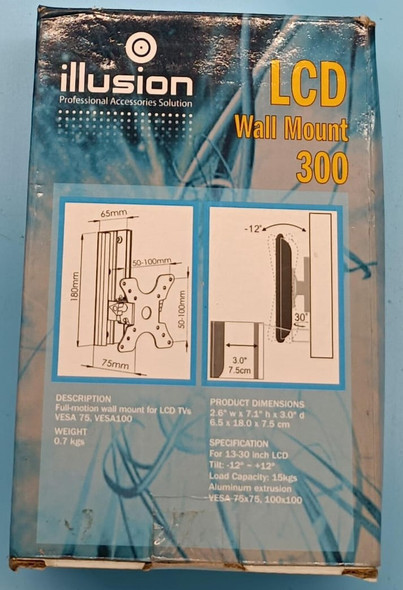 illusion
Professional Accessories Solution
LCD
Wall Mount
300
65mm
180mm
50-100mm
50-100mm
75mm
-12°
30°
3.0"
7.5cm
DESCRIPTION
Full-motion wall mount for LCD TVs
VESA 75, VESA100
WEIGHT
0.7 kgs
PRODUCT DIMENSIONS
2.6" w x 7.1" h x 3.0" d
6.5 x 18.0 x 7.5 cm
SPECIFICATION
For 13-30 inch LCD
Tilt: -12° ~ +12°
Load Capacity: 15kgs
Aluminum extrusion
VESA 75x75, 100x100